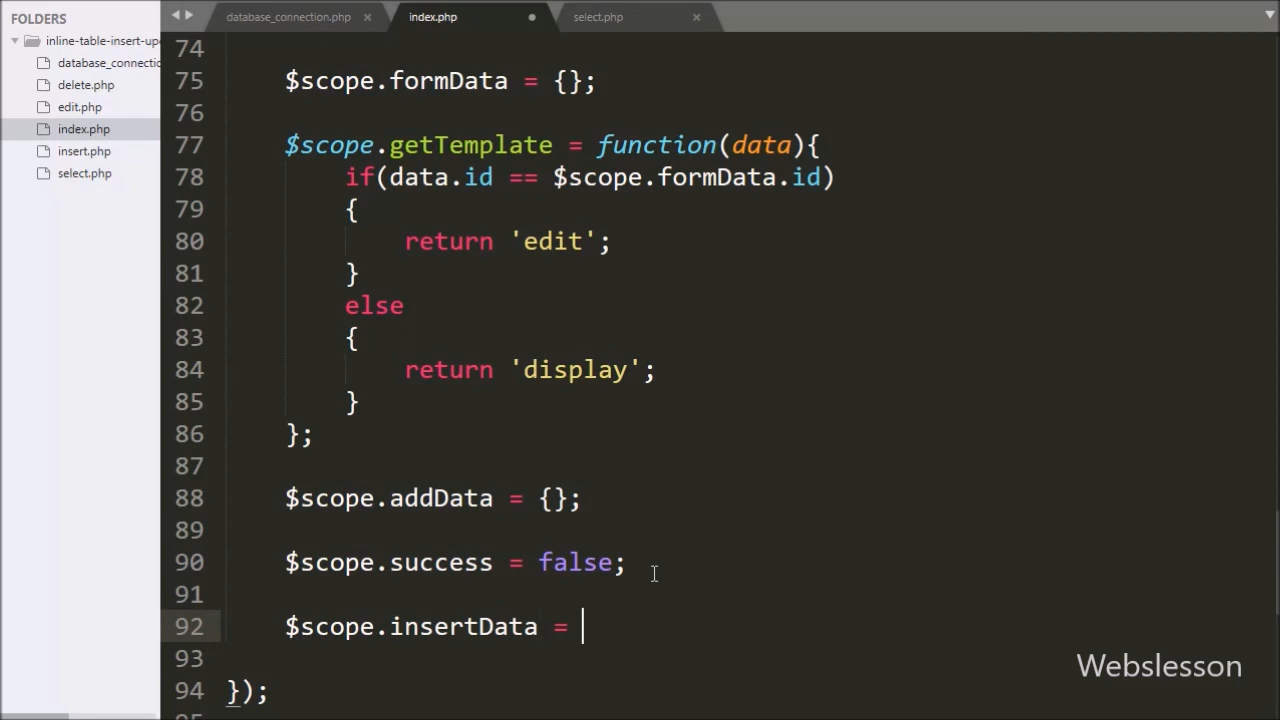 FOLDERS
inline-table-insert-up
database_connectio
delete.php
edit.php
index.php
insert.php
select.php
database_connection.php × index.php select.php ×
74
75 $scope.formData = {};
76
77 $scope.getTemplate = function(data){
78 if(data.id == $scope.formData.id)
79 {
80 return 'edit';
81 }
82 else
83 {
84 return 'display';
85 }
86 };
87
88 $scope.addData = {};
89
90 $scope.success = false;
91
92 $scope.insertData =
93
94 });
Webslesson